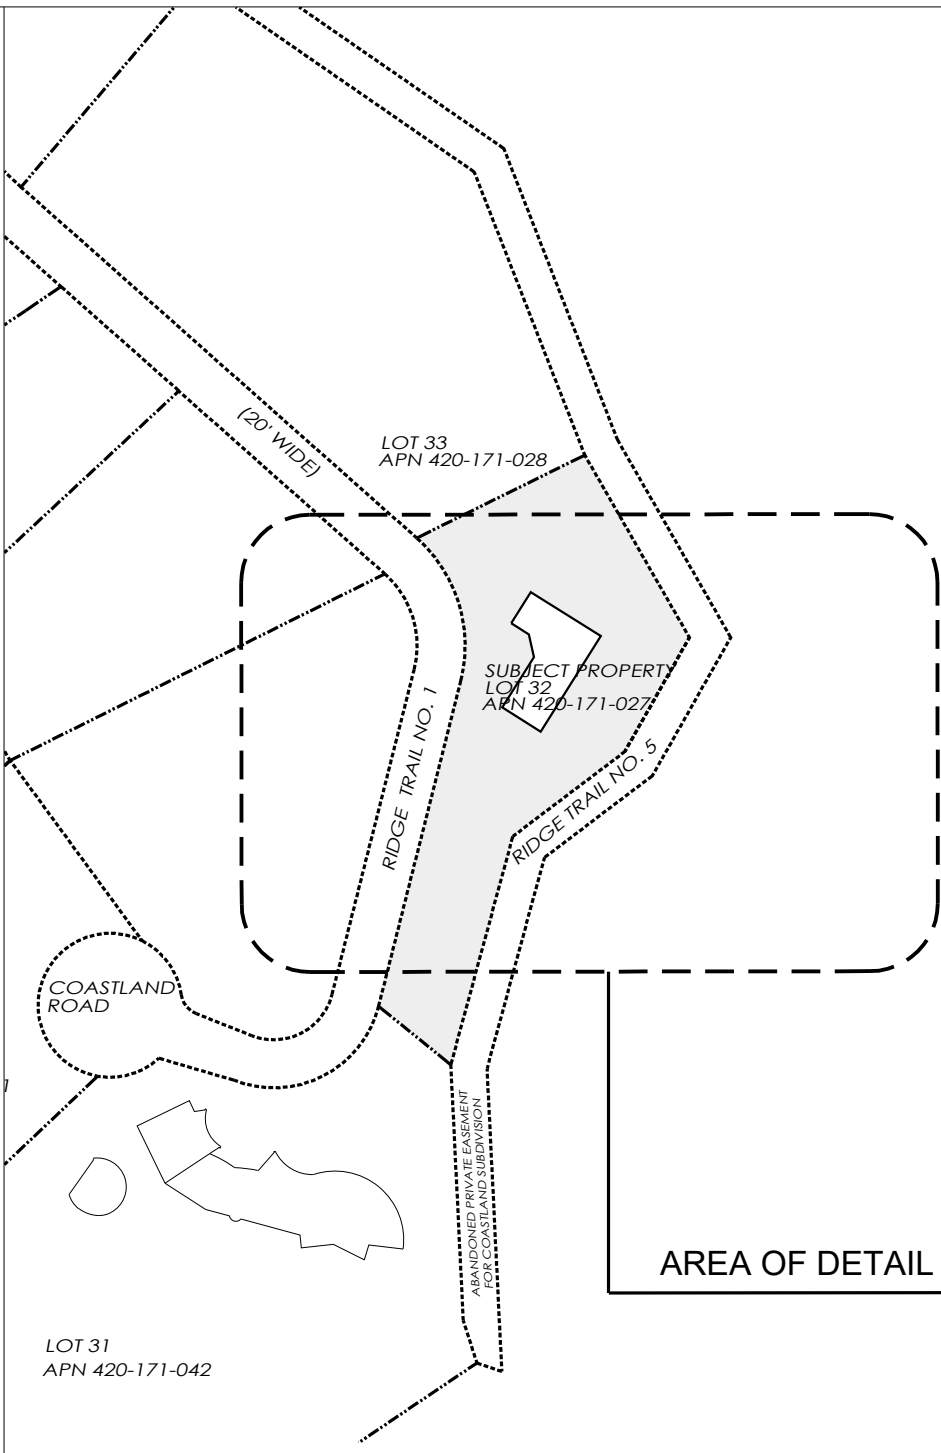 (20' WIDE)
LOT 33
APN 420-171-028
SUBJECT PROPERTY
LOT 32
APN 420-171-027
RIDGE TRAIL NO. 1
RIDGE TRAIL NO. 5
COASTLAND
ROAD
ABANDONED PRIVATE EASEMENT
FOR COASTLAND SUBDIVISION
AREA OF DETAIL
LOT 31
APN 420-171-042